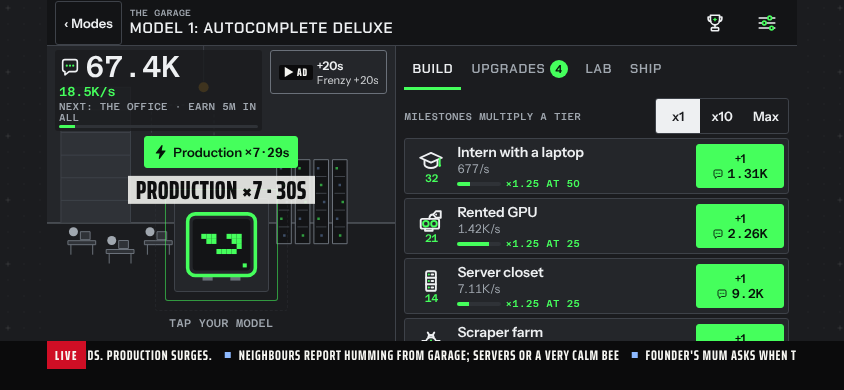 ‹ Modes
THE GARAGE
MODEL 1: AUTOCOMPLETE DELUXE
67.4K
18.5K/s
NEXT: THE OFFICE · EARN 5M IN ALL
AD
+20s
Frenzy +20s
Production ×7 · 29s
PRODUCTION ×7 · 30S
TAP YOUR MODEL
BUILD
UPGRADES 4
LAB
SHIP
MILESTONES MULTIPLY A TIER
x1
x10
Max
32
Intern with a laptop
677/s
×1.25 AT 50
+1
1.31K
21
Rented GPU
1.42K/s
×1.25 AT 25
+1
2.26K
14
Server closet
7.11K/s
×1.25 AT 25
+1
9.2K
Scraper farm
+1
LIVE
DS. PRODUCTION SURGES. ■ NEIGHBOURS REPORT HUMMING FROM GARAGE; SERVERS OR A VERY CALM BEE ■ FOUNDER'S MUM ASKS WHEN T